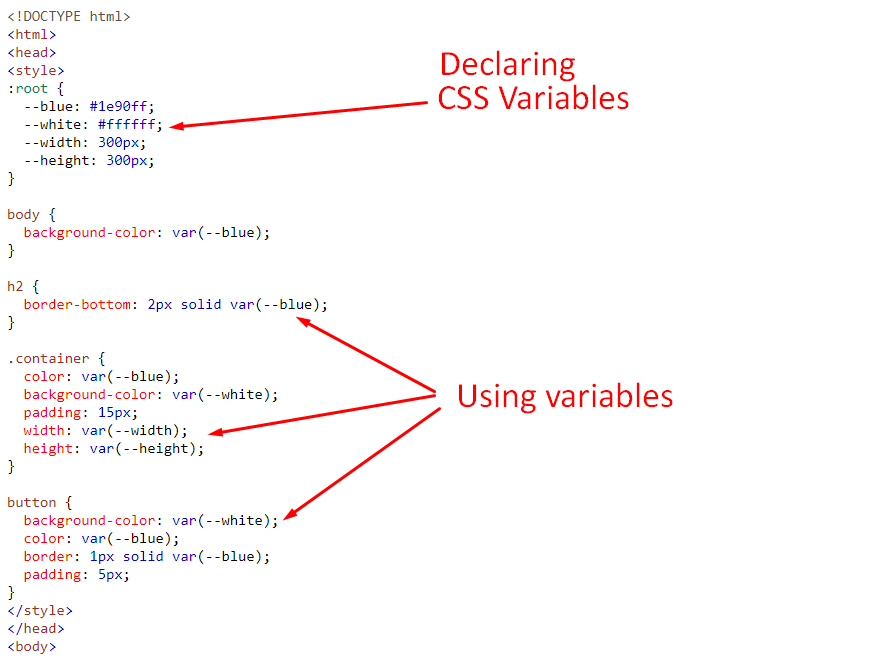 <!DOCTYPE html>
<html>
<head>
<style>
:root {
  --blue: #1e90ff;
  --white: #ffffff;
  --width: 300px;
  --height: 300px;
}
Declaring
CSS Variables

body {
  background-color: var(--blue);
}

h2 {
  border-bottom: 2px solid var(--blue);
}

.container {
  color: var(--blue);
  background-color: var(--white);
  padding: 15px;
  width: var(--width);
  height: var(--height);
}
Using variables

button {
  background-color: var(--white);
  color: var(--blue);
  border: 1px solid var(--blue);
  padding: 5px;
}
</style>
</head>
<body>